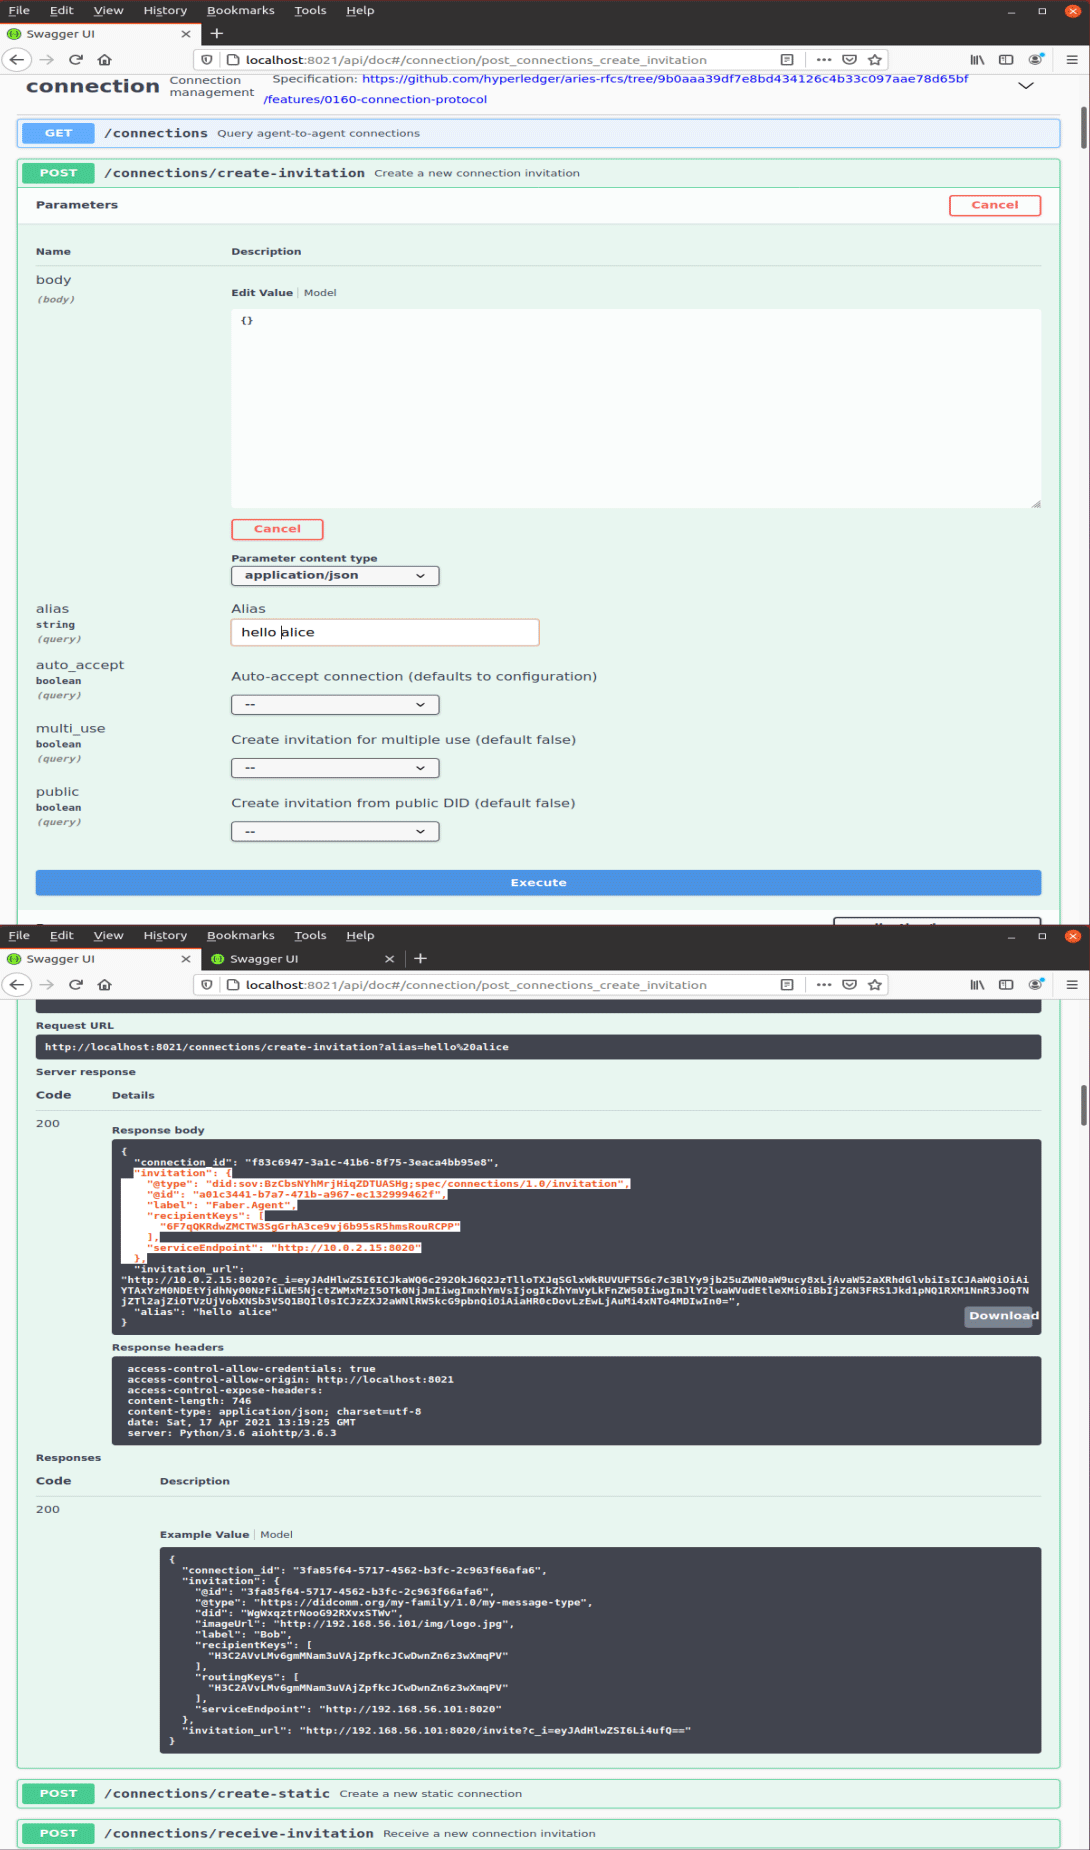 File Edit View History Bookmarks Tools Help
Swagger UI
localhost:8021/api/doc#/connection/post_connections_create_invitation
connection Connection management Specification: https://github.com/hyperledger/aries-rfcs/tree/9b0aaa39df7e8bd434126c4b33c097aae78d65bf
/features/0160-connection-protocol
GET /connections Query agent-to-agent connections
POST /connections/create-invitation Create a new connection invitation
Parameters Cancel
Name Description
body
(body)
Edit Value | Model
{}
Cancel
Parameter content type
application/json
alias Alias
string
(query)
hello alice
auto_accept
boolean
(query)
Auto-accept connection (defaults to configuration)
--
multi_use
boolean
(query)
Create invitation for multiple use (default false)
--
public
boolean
(query)
Create invitation from public DID (default false)
--
Execute
File Edit View History Bookmarks Tools Help
Swagger UI Swagger UI
localhost:8021/api/doc#/connection/post_connections_create_invitation
Request URL
http://localhost:8021/connections/create-invitation?alias=hello%20alice
Server response
Code Details
200
Response body
{
"connection_id": "f83c6947-3a1c-41b6-8f75-3eaca4bb95e8",
"invitation": {
"@type": "did:sov:BzCbsNYhMrjHiqZDTUASHg;spec/connections/1.0/invitation",
"@id": "a01c3441-b7a7-471b-a967-ec132999462f",
"label": "Faber.Agent",
"recipientKeys": [
"6F7qQKRdwZMCTW3SgGrhA3ce9vj6b95sR5hmsRouRCPP"
],
"serviceEndpoint": "http://10.0.2.15:8020"
},
"invitation_url":
"http://10.0.2.15:8020?c_i=eyJAdHlwZSI6ICJkaWQ6c292OkJ6Q2JzTlloTXJqSGlxWkRUVUFTSGc7c3BlYy9jb25uZWN0aW9ucy8xLjAvaW52aXRhdGlvbiIsICJAaWQiOiAi
YTAxYzM0NDEtYjdhNy00NzFiLWE5NjctZWMxMzI5OTk0NjJmIiwgImxhYmVsIjogIkZhYmVyLkFnZW50IiwgInJlY2lwaWVudEtleXMiOiBbIjZGN3FRS1Jkd1pNQ1RXM1NnR3JoQTN
jZTl2ajZiOTVzUjVobXNSb3VSQ1BQIl0sICJzZXJ2aWNlRW5kcG9pbnQiOiAiaHR0cDovLzEwLjAuMi4xNTo4MDIwIn0=",
"alias": "hello alice"
}
Download
Response headers
access-control-allow-credentials: true
access-control-allow-origin: http://localhost:8021
access-control-expose-headers:
content-length: 746
content-type: application/json; charset=utf-8
date: Sat, 17 Apr 2021 13:19:25 GMT
server: Python/3.6 aiohttp/3.6.3
Responses
Code Description
200
Example Value | Model
{
"connection_id": "3fa85f64-5717-4562-b3fc-2c963f66afa6",
"invitation": {
"@id": "3fa85f64-5717-4562-b3fc-2c963f66afa6",
"@type": "https://didcomm.org/my-family/1.0/my-message-type",
"did": "WgWxqztrNooG92RXvxSTWv",
"imageUrl": "http://192.168.56.101/img/logo.jpg",
"label": "Bob",
"recipientKeys": [
"H3C2AVvLMv6gmMNam3uVAjZpfkcJCwDwnZn6z3wXmqPV"
],
"routingKeys": [
"H3C2AVvLMv6gmMNam3uVAjZpfkcJCwDwnZn6z3wXmqPV"
],
"serviceEndpoint": "http://192.168.56.101:8020"
},
"invitation_url": "http://192.168.56.101:8020/invite?c_i=eyJAdHlwZSI6Li4ufQ=="
}
POST /connections/create-static Create a new static connection
POST /connections/receive-invitation Receive a new connection invitation